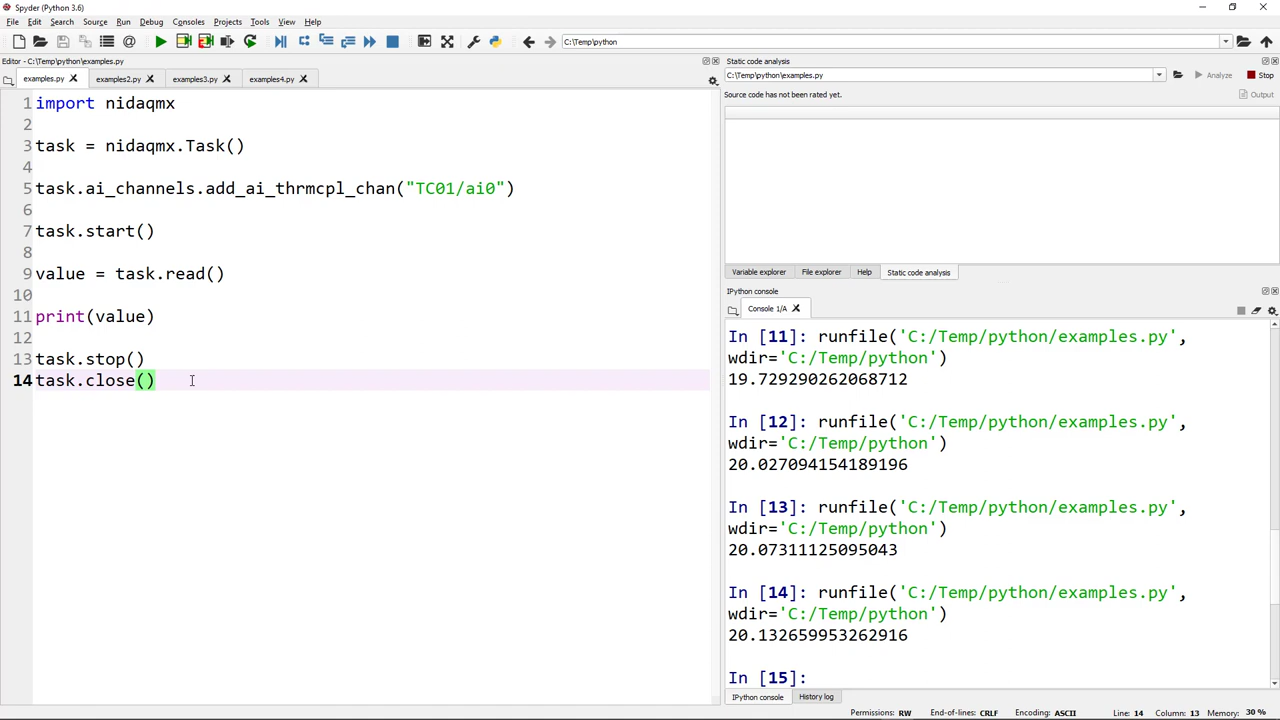 Spyder (Python 3.6)
File Edit Search Source Run Debug Consoles Projects Tools View Help
C:\Temp\python
Editor - C:\Temp\python\examples.py
examples.py examples2.py examples3.py examples4.py
1 import nidaqmx
2
3 task = nidaqmx.Task()
4
5 task.ai_channels.add_ai_thrmcpl_chan("TC01/ai0")
6
7 task.start()
8
9 value = task.read()
10
11 print(value)
12
13 task.stop()
14 task.close()
Static code analysis
C:\Temp\python\examples.py Analyze Stop
Source code has not been rated yet. Output
Variable explorer File explorer Help Static code analysis
IPython console
Console 1/A
In [11]: runfile('C:/Temp/python/examples.py',
wdir='C:/Temp/python')
19.729290262068712
In [12]: runfile('C:/Temp/python/examples.py',
wdir='C:/Temp/python')
20.027094154189196
In [13]: runfile('C:/Temp/python/examples.py',
wdir='C:/Temp/python')
20.07311125095043
In [14]: runfile('C:/Temp/python/examples.py',
wdir='C:/Temp/python')
20.132659953262916
In [15]:
IPython console History log
Permissions: RW End-of-lines: CRLF Encoding: ASCII Line: 14 Column: 13 Memory: 30 %